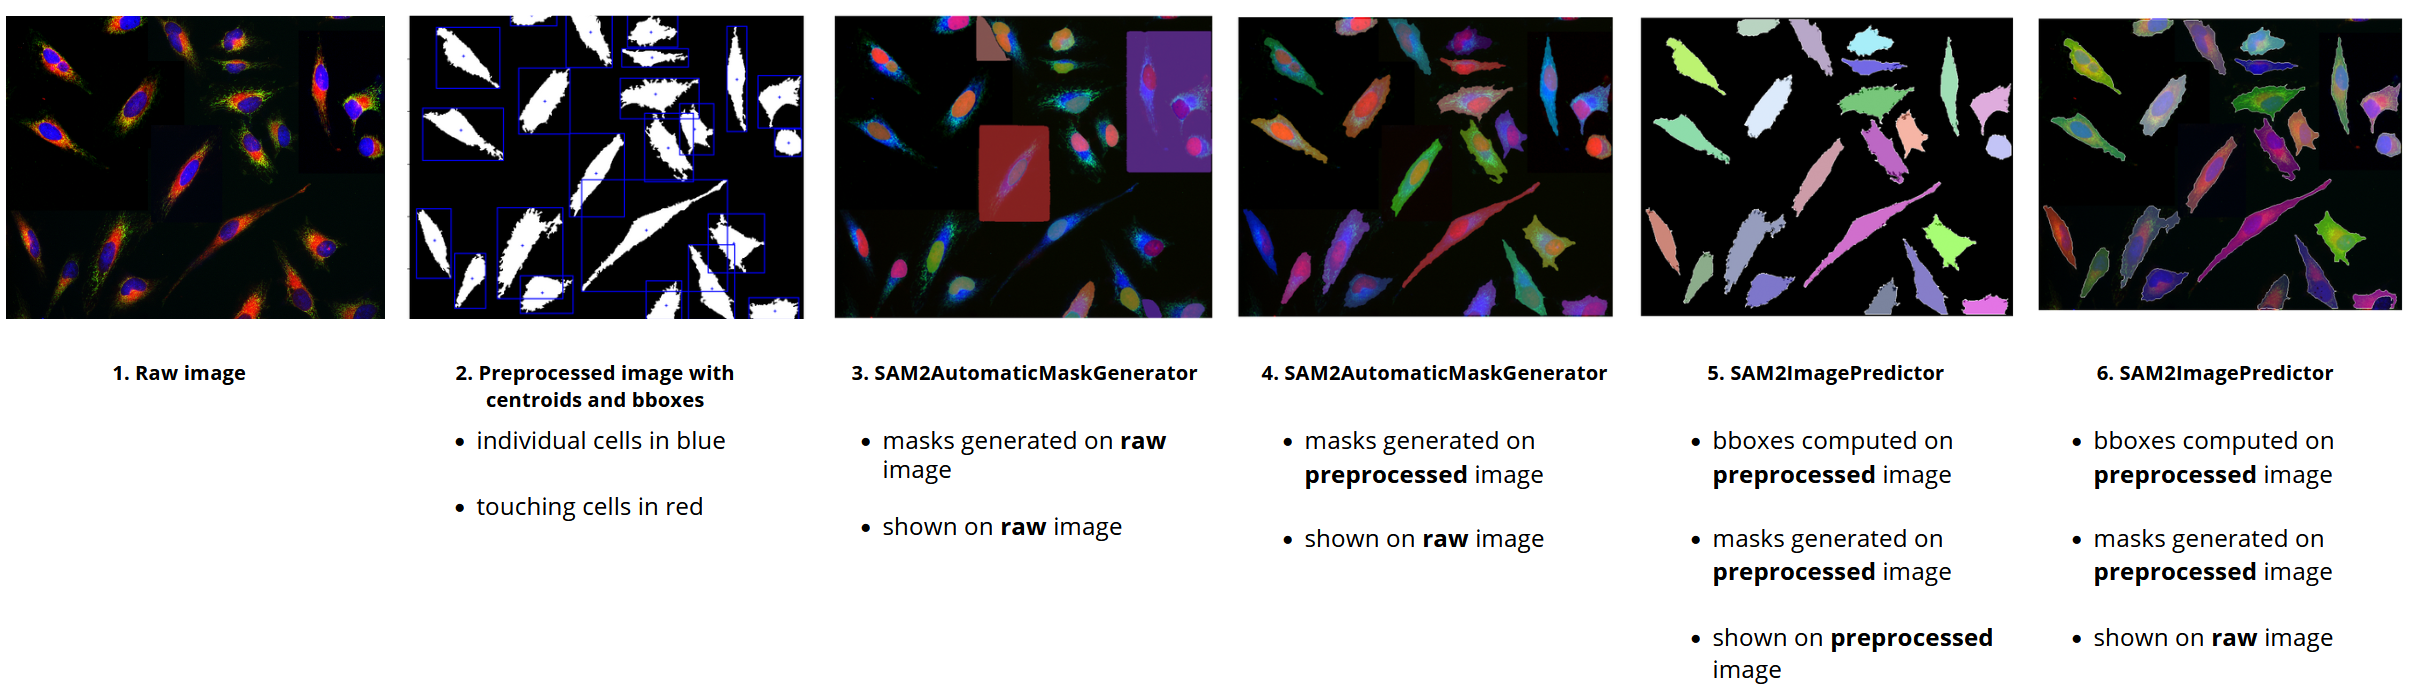 1. Raw image
2. Preprocessed image with
centroids and bboxes
• individual cells in blue
• touching cells in red
3. SAM2AutomaticMaskGenerator
• masks generated on raw
image
• shown on raw image
4. SAM2AutomaticMaskGenerator
• masks generated on
preprocessed image
• shown on raw image
5. SAM2ImagePredictor
• bboxes computed on
preprocessed image
• masks generated on
preprocessed image
• shown on preprocessed
image
6. SAM2ImagePredictor
• bboxes computed on
preprocessed image
• masks generated on
preprocessed image
• shown on raw image